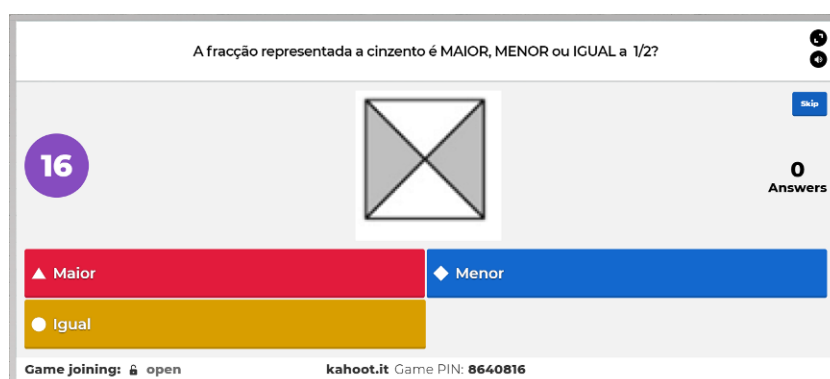 A fracção representada a cinzento é MAIOR, MENOR ou IGUAL a 1/2?
Skip
16
0
Answers
Maior
Menor
Igual
Game joining: open
kahoot.it Game PIN: 8640816